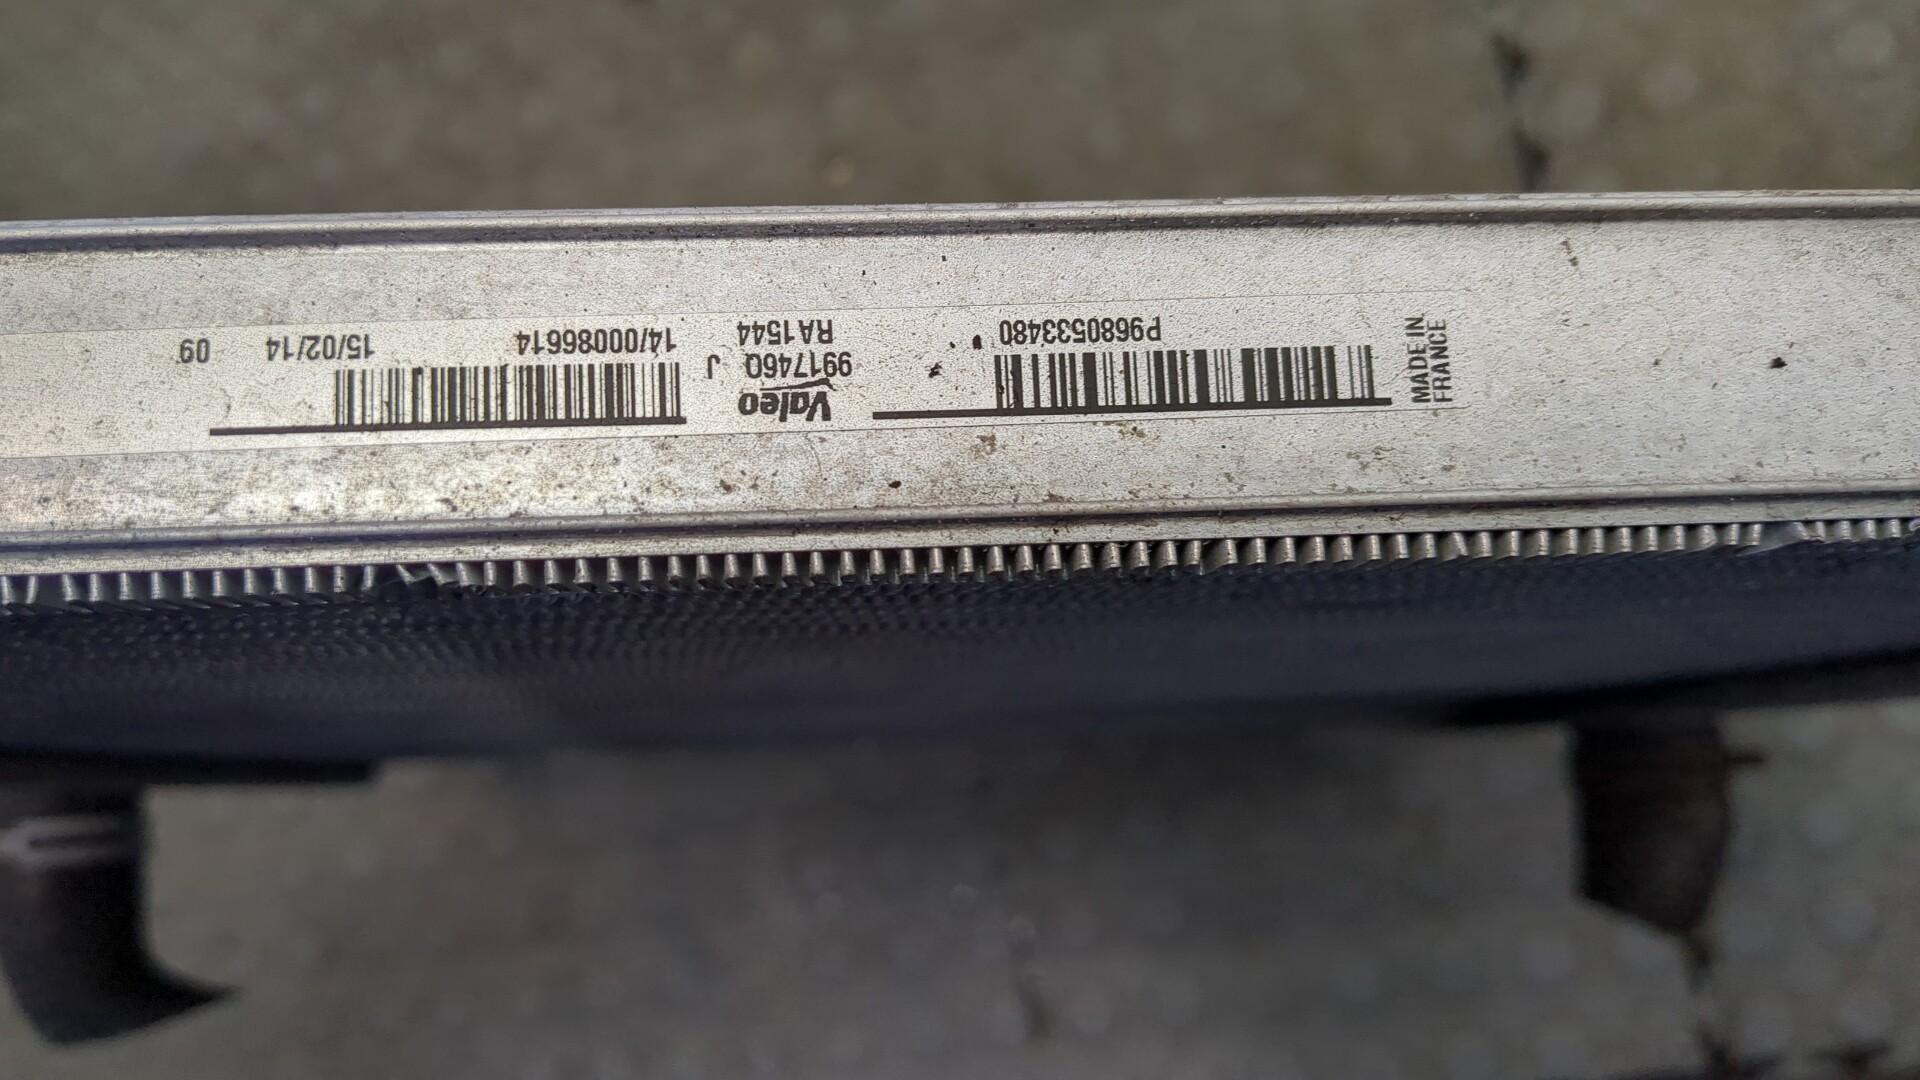 MADE IN
FRANCE
P9680533480
Valeo
991746Q J
RA1544
14/00086614
15/02/14
09